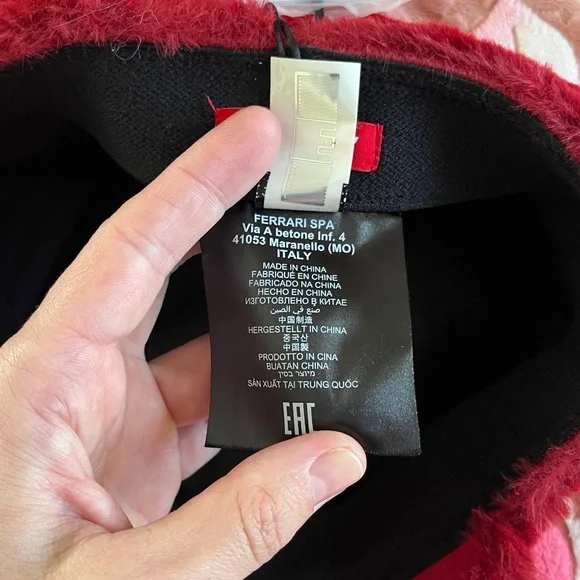 FERRARI SPA
Via A betone Inf. 4
41053 Maranello (MO)
ITALY
MADE IN CHINA
FABRIQUÉ EN CHINE
FABRICADO NA CHINA
HECHO EN CHINA
ИЗГОТОВЛЕНО В КИТАЕ
صنع في الصين
中国制造
HERGESTELLT IN CHINA
중국산
中国製
PRODOTTO IN CINA
BUATAN CHINA
מיוצר בסין
SẢN XUẤT TẠI TRUNG QUỐC
EAC